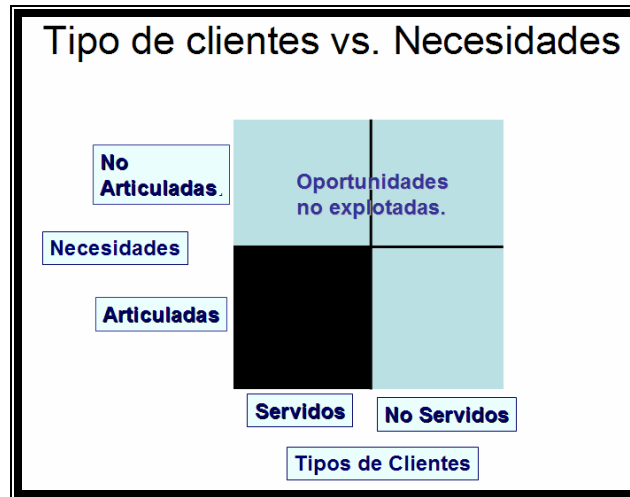 Tipo de clientes vs. Necesidades
No
Articuladas.
Oportunidades
no explotadas.
Necesidades
Articuladas
Servidos
No Servidos
Tipos de Clientes